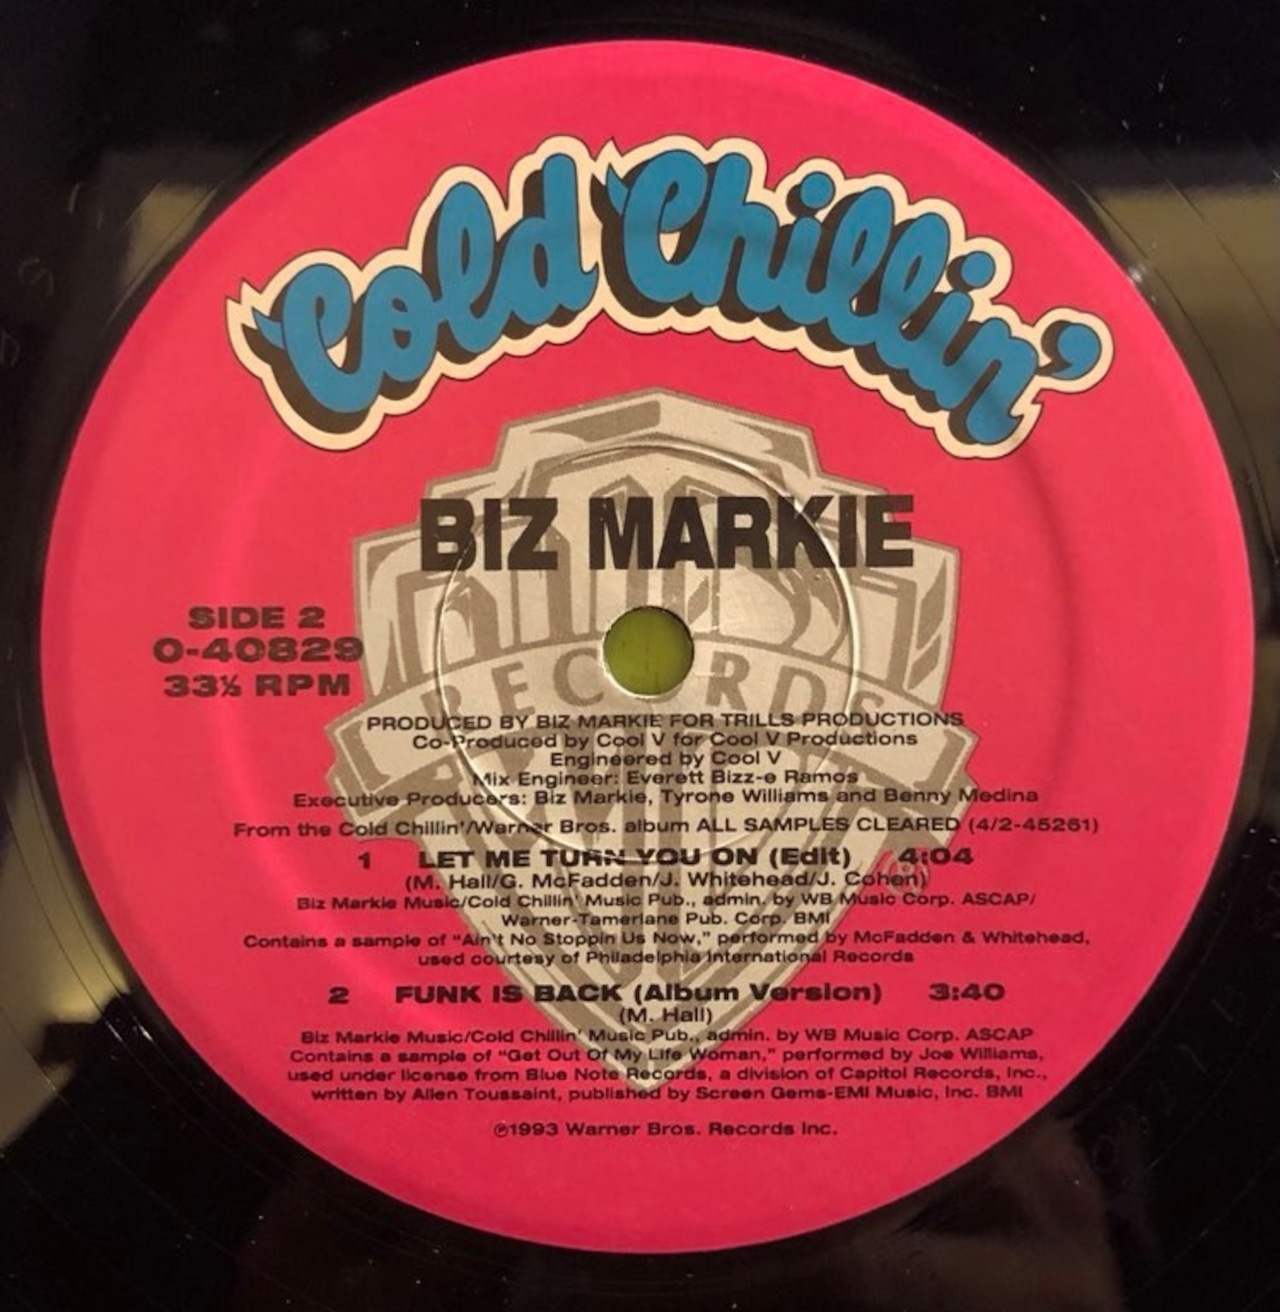 Cold Chillin'
BIZ MARKIE
SIDE 2
0-40829
33⅓ RPM
RECORDS
PRODUCED BY BIZ MARKIE FOR TRILLS PRODUCTIONS
Co-Produced by Cool V for Cool V Productions
Engineered by Cool V
Mix Engineer: Everett Bizz-e Ramos
Executive Producers: Biz Markie, Tyrone Williams and Benny Medina
From the Cold Chillin'/Warner Bros. album ALL SAMPLES CLEARED (4/2-45261)
1 LET ME TURN YOU ON (Edit) 4:04
(M. Hall/G. McFadden/J. Whitehead/J. Cohen)
Biz Markie Music/Cold Chillin' Music Pub., admin. by WB Music Corp. ASCAP/
Warner-Tamerlane Pub. Corp. BMI
Contains a sample of “Ain't No Stoppin Us Now,” performed by McFadden & Whitehead,
used courtesy of Philadelphia International Records
2 FUNK IS BACK (Album Version) 3:40
(M. Hall)
Biz Markie Music/Cold Chillin' Music Pub., admin. by WB Music Corp. ASCAP
Contains a sample of “Get Out Of My Life Woman,” performed by Joe Williams,
used under license from Blue Note Records, a division of Capitol Records, Inc.,
written by Allen Toussaint, published by Screen Gems-EMI Music, Inc. BMI
℗1993 Warner Bros. Records Inc.